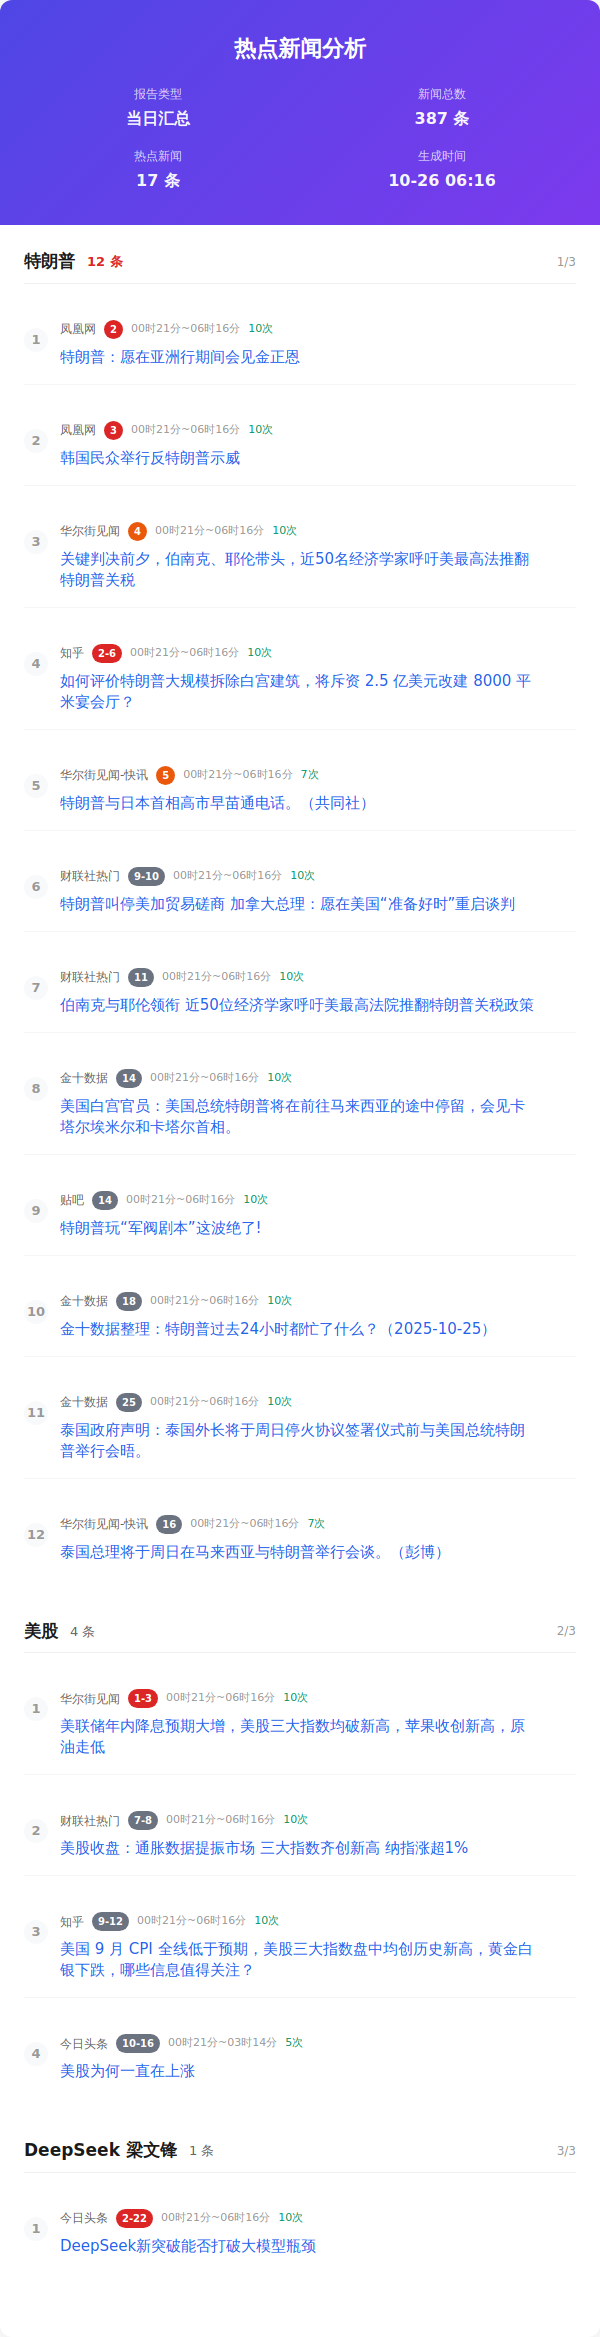 热点新闻分析
报告类型
当日汇总
新闻总数
387 条
热点新闻
17 条
生成时间
10-26 06:16
特朗普 12 条 1/3
1
凤凰网 2 00时21分~06时16分 10次
特朗普：愿在亚洲行期间会见金正恩
2
凤凰网 3 00时21分~06时16分 10次
韩国民众举行反特朗普示威
3
华尔街见闻 4 00时21分~06时16分 10次
关键判决前夕，伯南克、耶伦带头，近50名经济学家呼吁美最高法推翻
特朗普关税
4
知乎 2-6 00时21分~06时16分 10次
如何评价特朗普大规模拆除白宫建筑，将斥资 2.5 亿美元改建 8000 平
米宴会厅？
5
华尔街见闻-快讯 5 00时21分~06时16分 7次
特朗普与日本首相高市早苗通电话。（共同社）
6
财联社热门 9-10 00时21分~06时16分 10次
特朗普叫停美加贸易磋商 加拿大总理：愿在美国“准备好时”重启谈判
7
财联社热门 11 00时21分~06时16分 10次
伯南克与耶伦领衔 近50位经济学家呼吁美国最高法院推翻特朗普关税政策
8
金十数据 14 00时21分~06时16分 10次
美国白宫官员：美国总统特朗普将在前往马来西亚的途中停留，会见卡
塔尔埃米尔和卡塔尔首相。
9
贴吧 14 00时21分~06时16分 10次
特朗普玩“军阀剧本”这波绝了!
10
金十数据 18 00时21分~06时16分 10次
金十数据整理：特朗普过去24小时都忙了什么？（2025-10-25）
11
金十数据 25 00时21分~06时16分 10次
泰国政府声明：泰国外长将于周日停火协议签署仪式前与美国总统特朗
普举行会晤。
12
华尔街见闻-快讯 16 00时21分~06时16分 7次
泰国总理将于周日在马来西亚与特朗普举行会谈。（彭博）
美股 4 条 2/3
1
华尔街见闻 1-3 00时21分~06时16分 10次
美联储年内降息预期大增，美股三大指数均破新高，苹果收创新高，原
油走低
2
财联社热门 7-8 00时21分~06时16分 10次
美股收盘：通胀数据提振市场 三大指数齐创新高 纳指涨超1%
3
知乎 9-12 00时21分~06时16分 10次
美国 9 月 CPI 全线低于预期，美股三大指数盘中均创历史新高，黄金白
银下跌，哪些信息值得关注？
4
今日头条 10-16 00时21分~03时14分 5次
美股为何一直在上涨
DeepSeek 梁文锋 1 条 3/3
1
今日头条 2-22 00时21分~06时16分 10次
DeepSeek新突破能否打破大模型瓶颈